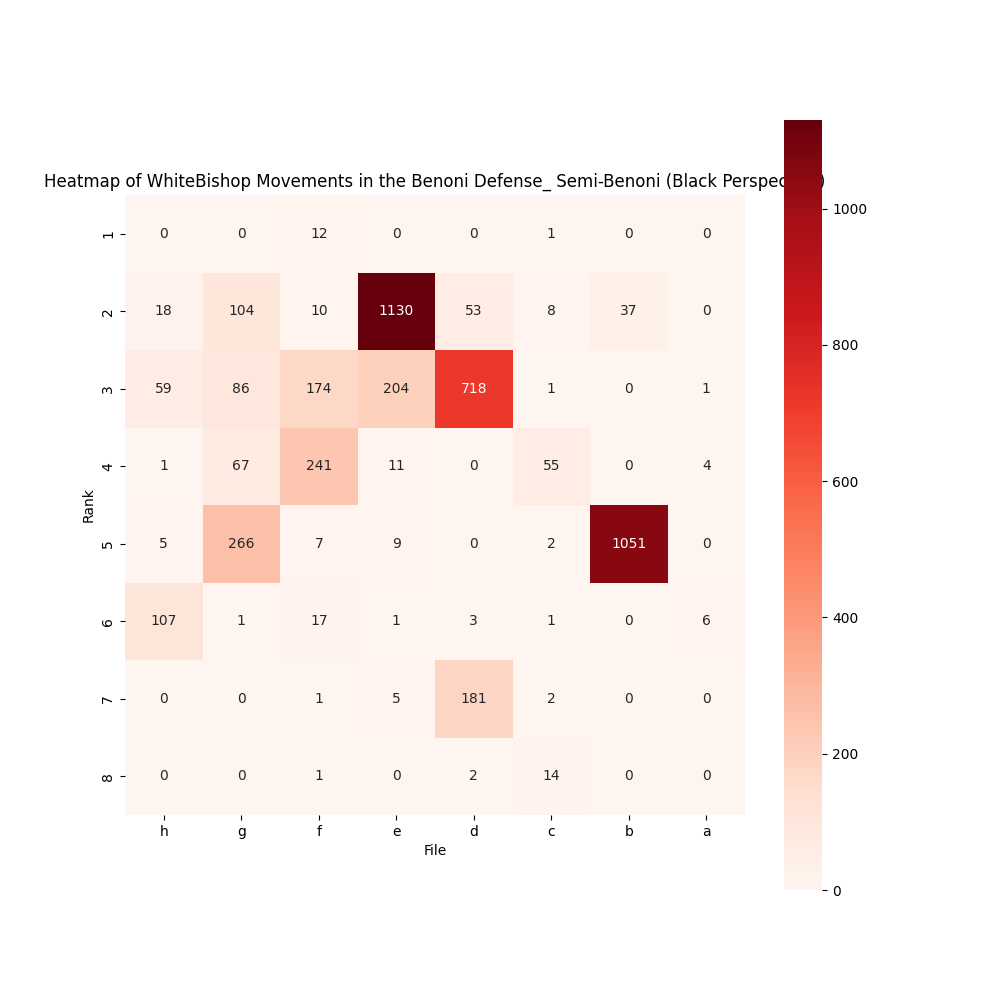 Heatmap of WhiteBishop Movements in the Benoni Defense_ Semi-Benoni (Black )
1 0 0 12 0 0 1 0 0
2 18 104 10 1130 53 8 37 0
3 59 86 174 204 718 1 0 1
4 1 67 241 11 0 55 0 4
5 5 266 7 9 0 2 1051 0
6 107 1 17 1 3 1 0 6
7 0 0 1 5 181 2 0 0
8 0 0 1 0 2 14 0 0
h g f e d c b a
File
Rank
1000
800
600
400
200
0